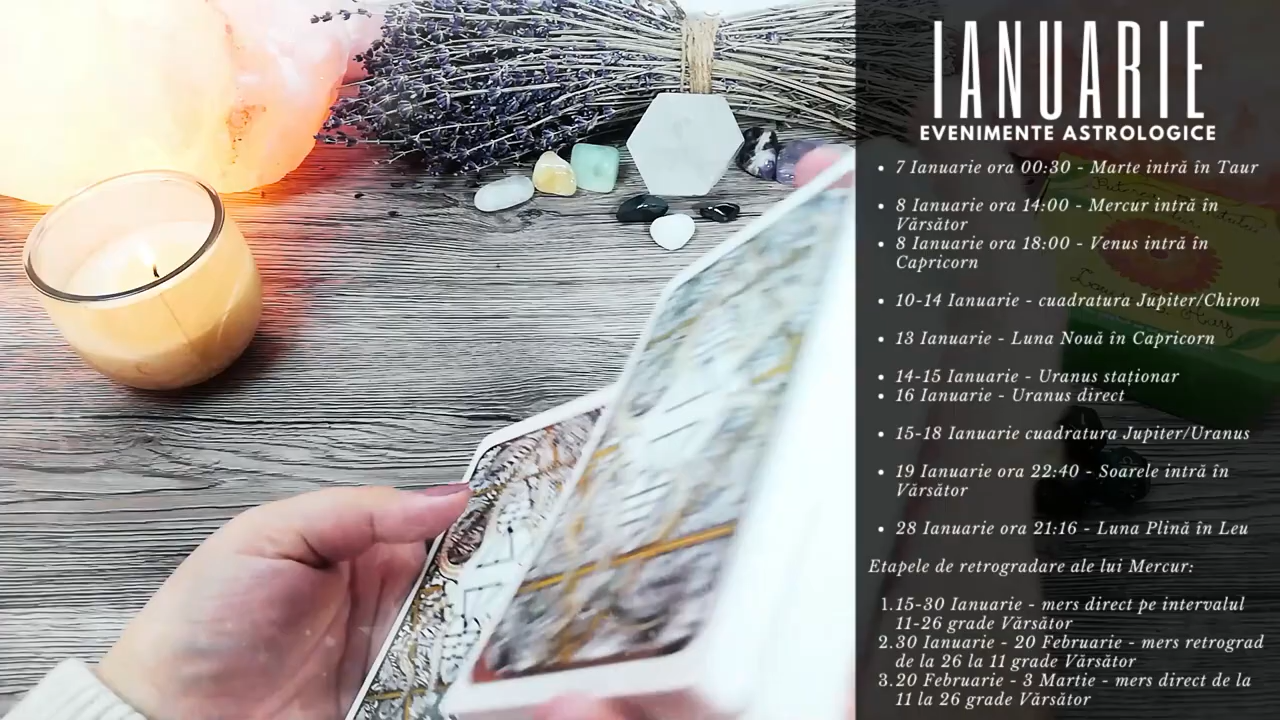 IANUARIE
EVENIMENTE ASTROLOGICE
• 7 Ianuarie ora 00:30 - Marte intră în Taur
• 8 Ianuarie ora 14:00 - Mercur intră în
Vărsător
• 8 Ianuarie ora 18:00 - Venus intră în
Capricorn
• 10-14 Ianuarie - cuadratura Jupiter/Chiron
• 13 Ianuarie - Luna Nouă în Capricorn
• 14-15 Ianuarie - Uranus staționar
• 16 Ianuarie - Uranus direct
• 15-18 Ianuarie cuadratura Jupiter/Uranus
• 19 Ianuarie ora 22:40 - Soarele intră în
Vărsător
• 28 Ianuarie ora 21:16 - Luna Plină în Leu
Etapele de retrogradare ale lui Mercur:
1.15-30 Ianuarie - mers direct pe intervalul
11-26 grade Vărsător
2.30 Ianuarie - 20 Februarie - mers retrograd
de la 26 la 11 grade Vărsător
3.20 Februarie - 3 Martie - mers direct de la
11 la 26 grade Vărsător